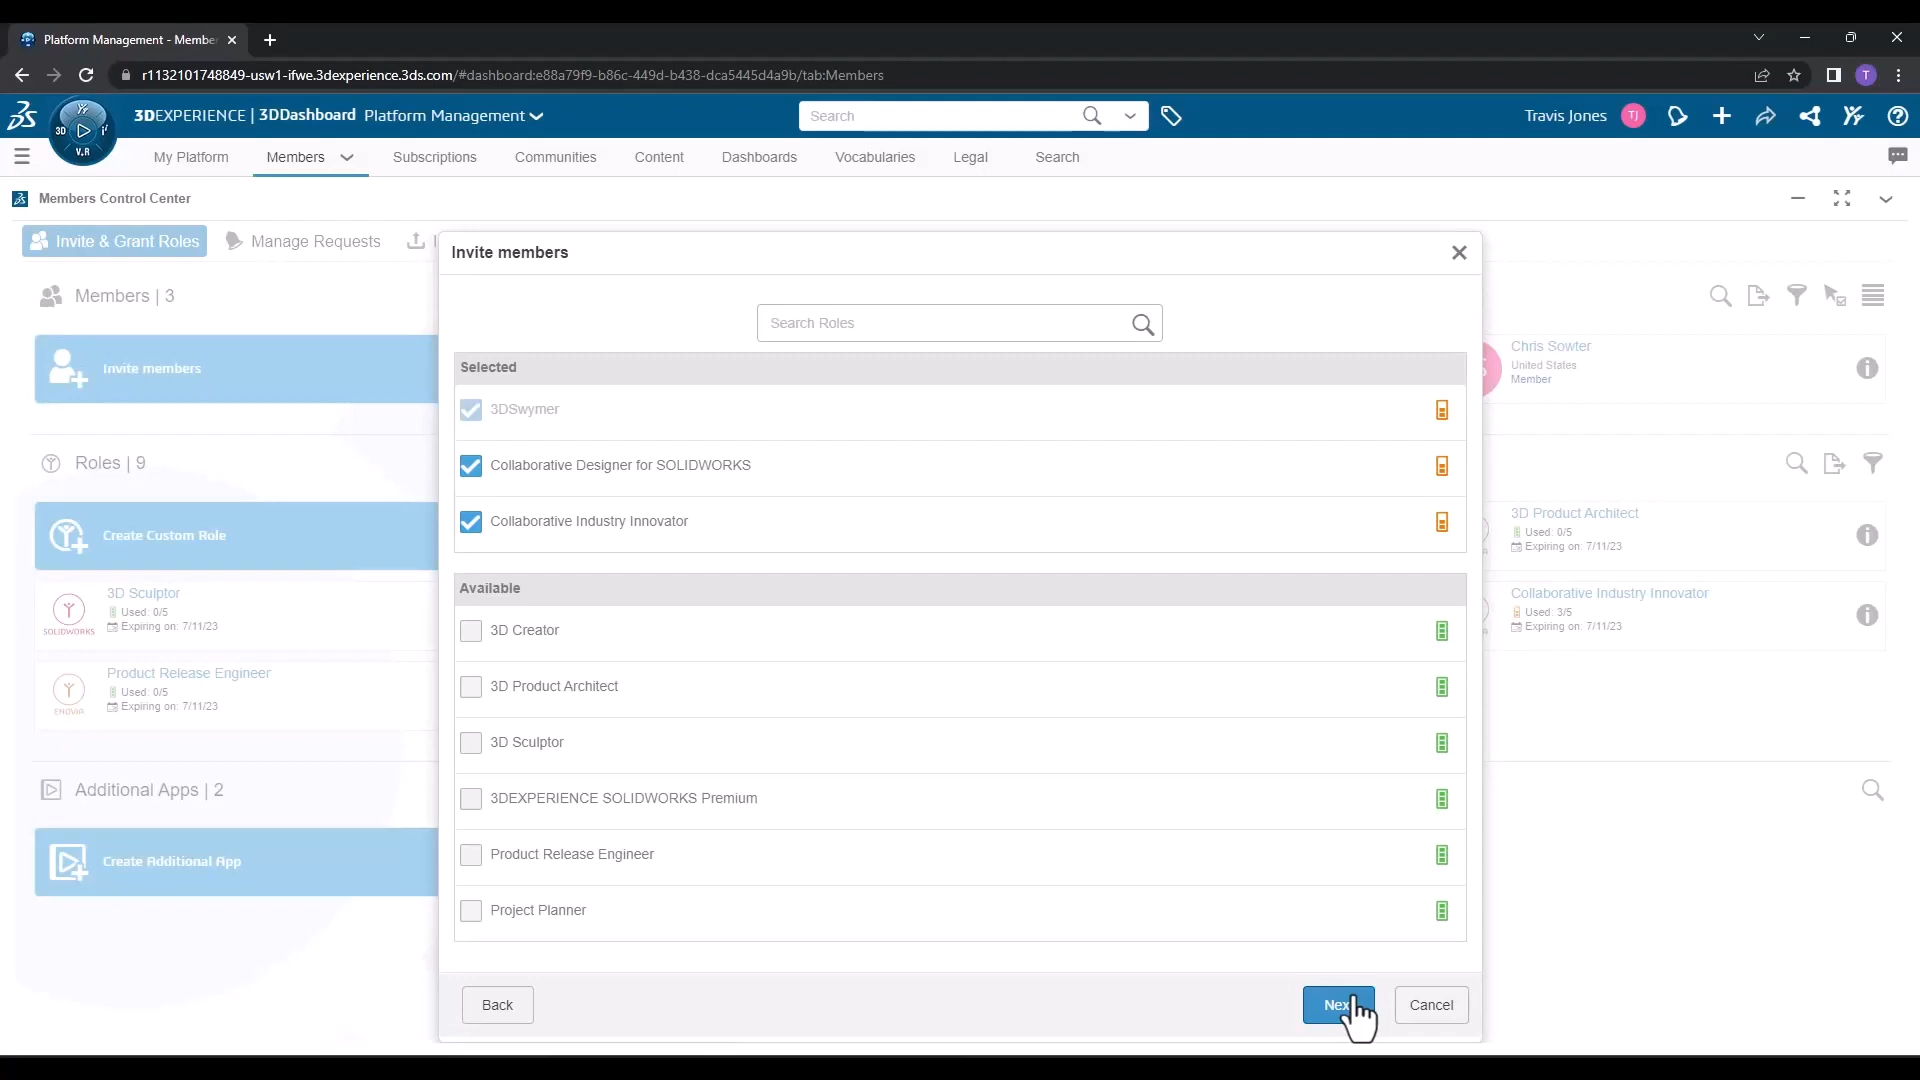 Platform Management - Membe
r1132101748849-usw1-ifwe.3dexperience.3ds.com/#dashboard:e88a79f9-b86c-449d-b438-dca5445d4a9b/tab:Members
T
3D
V.R
3DEXPERIENCE | 3DDashboard Platform Management
Search
Travis Jones
TJ
My Platform
Members
Subscriptions
Communities
Content
Dashboards
Vocabularies
Legal
Search
Members Control Center
Invite & Grant Roles
Manage Requests
Invite members
Members | 3
Search Roles
Invite members
Chris Sowter
United States
Member
Selected
3DSwymer
Collaborative Designer for SOLIDWORKS
Collaborative Industry Innovator
Roles | 9
Create Custom Role
3D Product Architect
Used: 0/5
Expiring on: 7/11/23
3D Sculptor
Used: 0/5
Expiring on: 7/11/23
SOLIDWORKS
Collaborative Industry Innovator
Used: 3/5
Expiring on: 7/11/23
Product Release Engineer
Used: 0/5
Expiring on: 7/11/23
ENOVIA
Available
3D Creator
3D Product Architect
3D Sculptor
3DEXPERIENCE SOLIDWORKS Premium
Product Release Engineer
Project Planner
Additional Apps | 2
Create Additional App
Back
Nex
Cancel